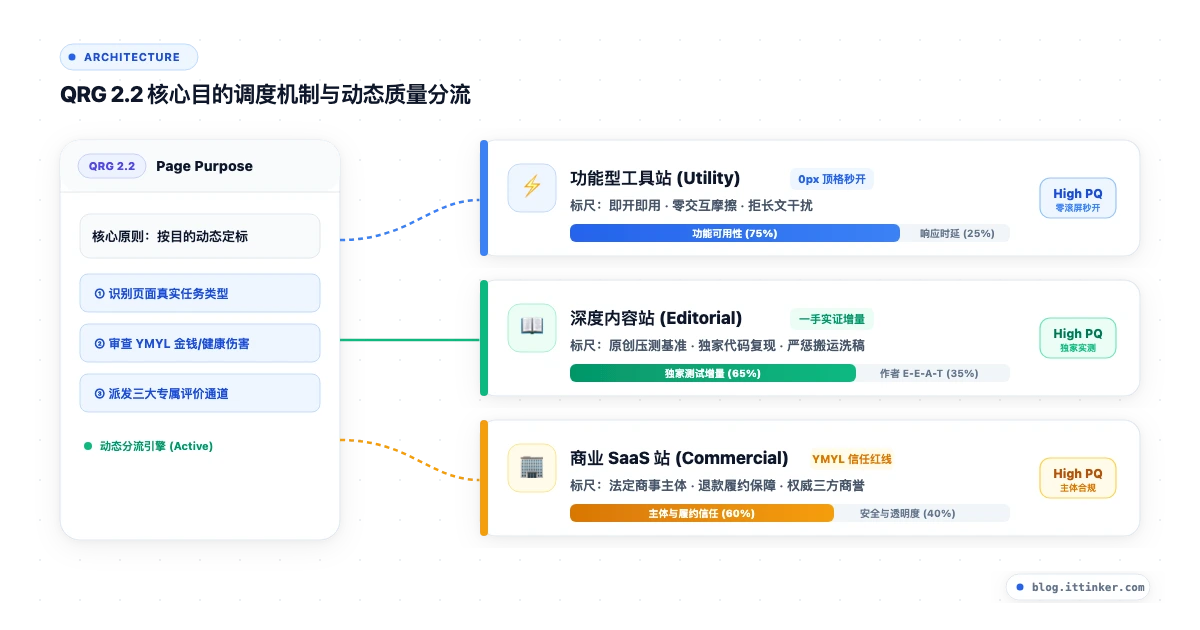 ARCHITECTURE
QRG 2.2 核心目的调度机制与动态质量分流
QRG 2.2 Page Purpose
核心原则：按目的动态定标
① 识别页面真实任务类型
② 审查 YMYL 金钱/健康伤害
③ 派发三大专属评价通道
动态分流引擎 (Active)
功能型工具站 (Utility) 0px 顶格秒开
标尺：即开即用 · 零交互摩擦 · 拒长文干扰
功能可用性 (75%) 响应时延 (25%)
High PQ
零滚屏秒开
深度内容站 (Editorial) 一手实证增量
标尺：原创压测基准 · 独家代码复现 · 严惩搬运洗稿
独家测试增量 (65%) 作者 E-E-A-T (35%)
High PQ
独家实测
商业 SaaS 站 (Commercial) YMYL 信任红线
标尺：法定商事主体 · 退款履约保障 · 权威三方商誉
主体与履约信任 (60%) 安全与透明度 (40%)
High PQ
主体合规
blog.ittinker.com